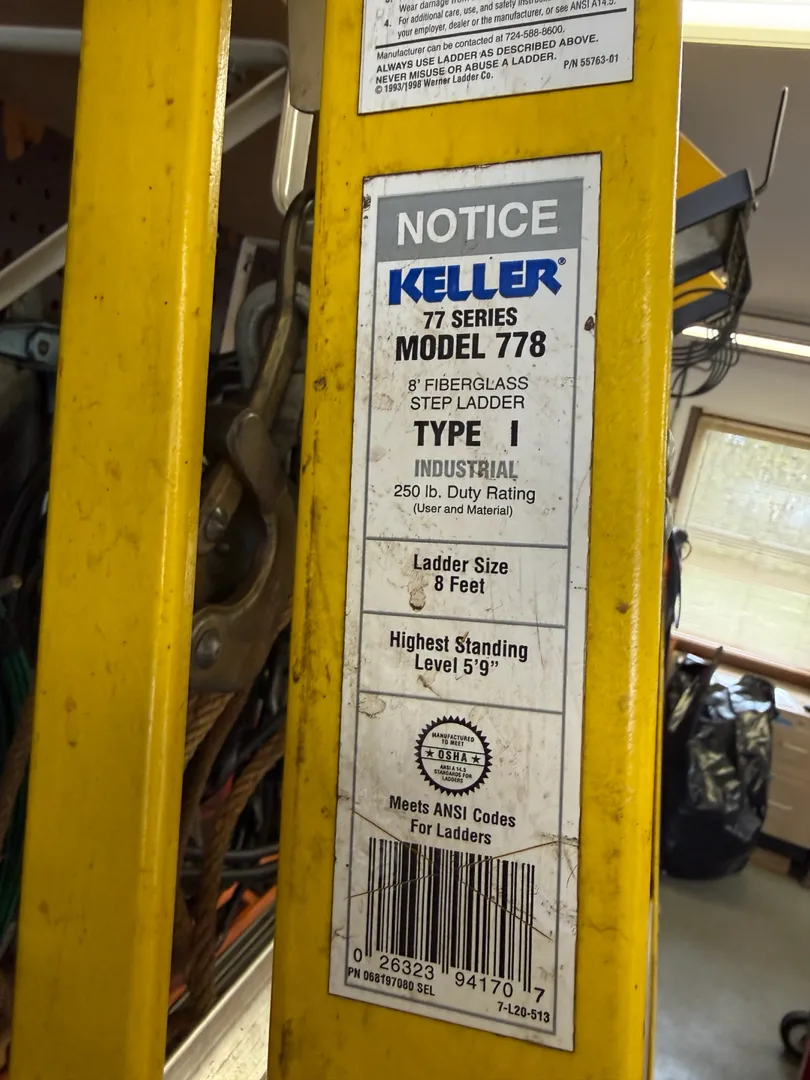 Wear damage from
4. For additional care, use, and safety instructions
your employer, dealer or the manufacturer, or see ANSI A14.5.
Manufacturer can be contacted at 724-588-8600.
ALWAYS USE LADDER AS DESCRIBED ABOVE.
NEVER MISUSE OR ABUSE A LADDER.
© 1993/1998 Werner Ladder Co. P/N 55763-01
NOTICE
KELLER®
77 SERIES
MODEL 778
8' FIBERGLASS
STEP LADDER
TYPE I
INDUSTRIAL
250 lb. Duty Rating
(User and Material)
Ladder Size
8 Feet
Highest Standing
Level 5'9"
MANUFACTURED
TO MEET
★ OSHA ★
ANSI A 14.5
STANDARDS FOR
LADDERS
Meets ANSI Codes
For Ladders
0 26323 94170 7
PN 068197080 SEL
7-L20-513